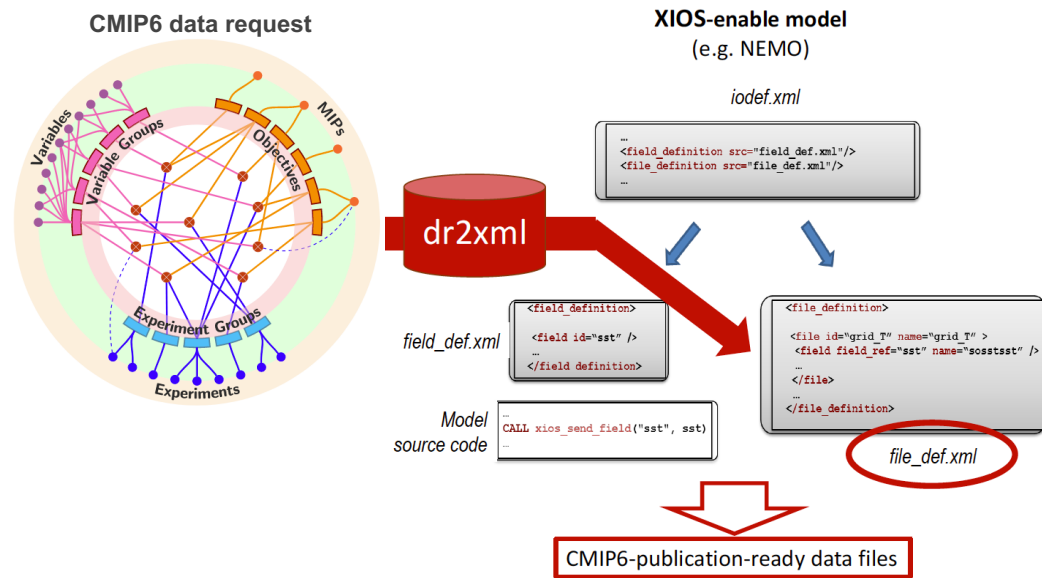 CMIP6 data request
Variables
Variable Groups
Objectives
MIPs
Experiment Groups
Experiments
dr2xml
XIOS-enable model
(e.g. NEMO)
iodef.xml
…
<field_definition src="field_def.xml"/>
<file_definition src="file_def.xml"/>
…
field_def.xml
<field_definition>
<field id=“sst” />
…
</field definition>
Model
source code
…
CALL xios_send_field("sst", sst)
…
<file_definition>
<file id=“grid_T” name=“grid_T” >
<field field_ref=“sst” name=“sosstsst” />
…
</file>
…
</file_definition>
file_def.xml
CMIP6-publication-ready data files